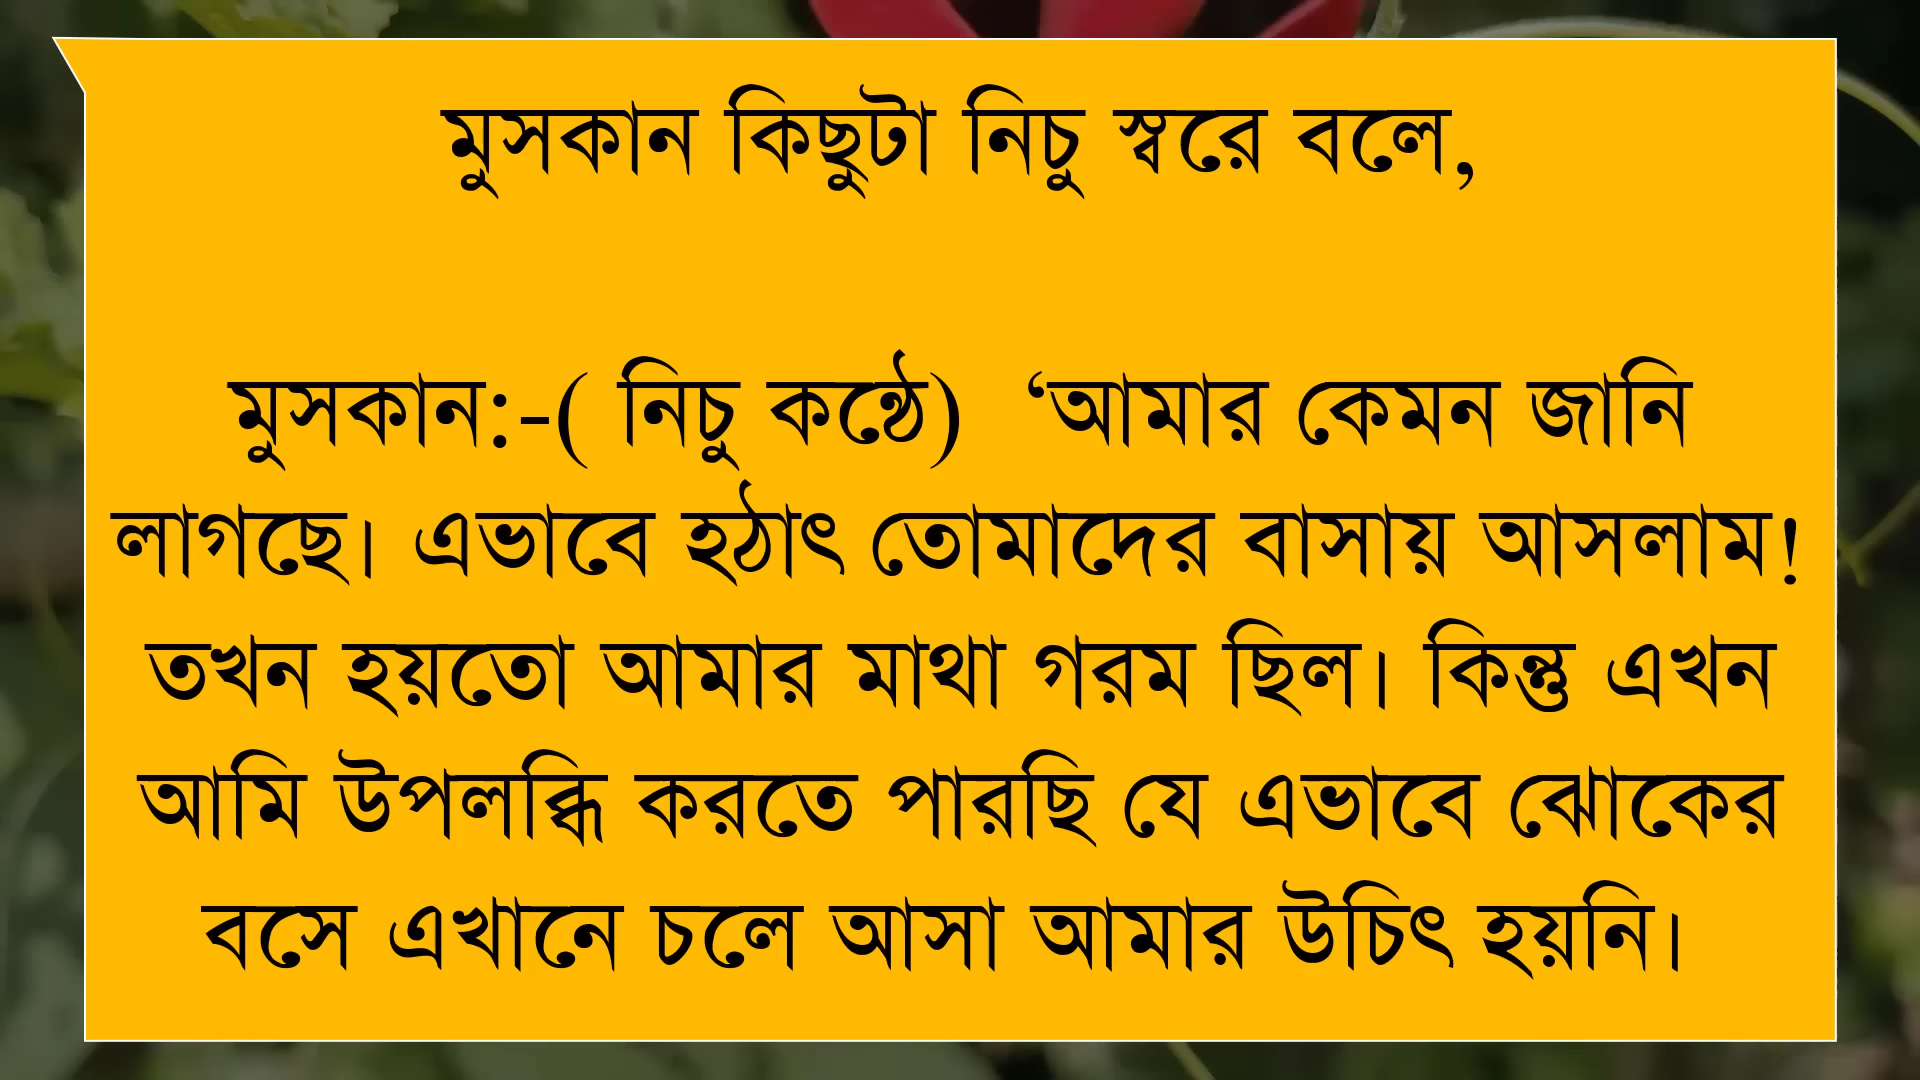 মুসকান কিছুটা নিচু স্বরে বলে,
মুসকান:-( নিচু কন্ঠে) ‘আমার কেমন জানি
লাগছে। এভাবে হঠাৎ তোমাদের বাসায় আসলাম!
তখন হয়তো আমার মাথা গরম ছিল। কিন্তু এখন
আমি উপলব্ধি করতে পারছি যে এভাবে ঝোকের
বসে এখানে চলে আসা আমার উচিৎ হয়নি।